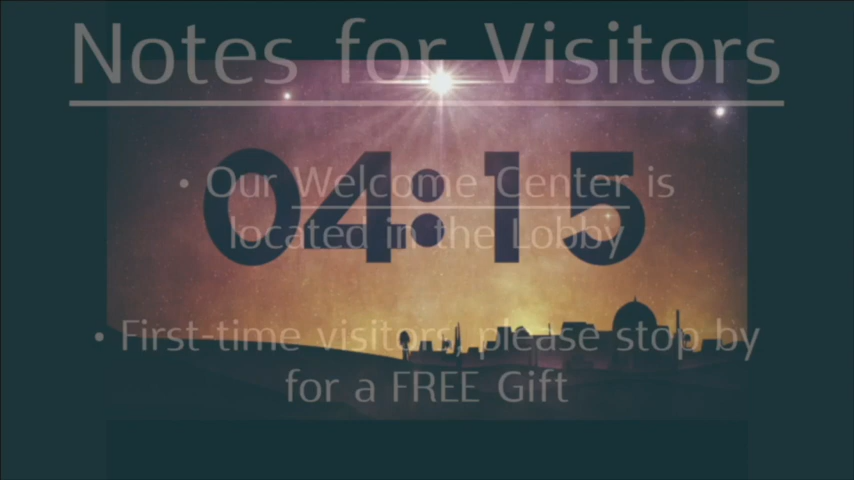 Notes for Visitors
04:15
• Our Welcome Center is
located in the Lobby
• First-time visitors, please stop by
for a FREE Gift